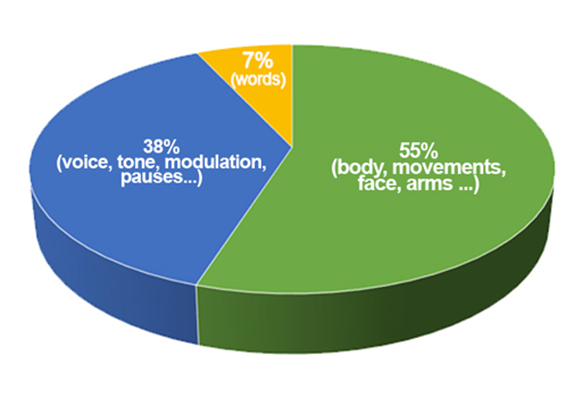 7%
(words)
38%
(voice, tone, modulation,
pauses...)
55%
(body, movements,
face, arms ...)